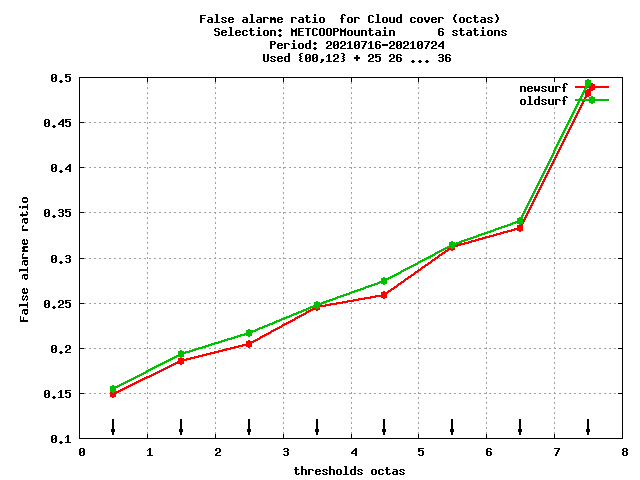 False alarme ratio  for Cloud cover (octas)
Selection: METCOOPMountain      6 stations
Period: 20210716-20210724
Used {00,12} + 25 26 ... 36
newsurf
oldsurf
0.5
0.45
0.4
0.35
0.3
0.25
0.2
0.15
0.1
False alarme ratio
0 1 2 3 4 5 6 7 8
thresholds octas